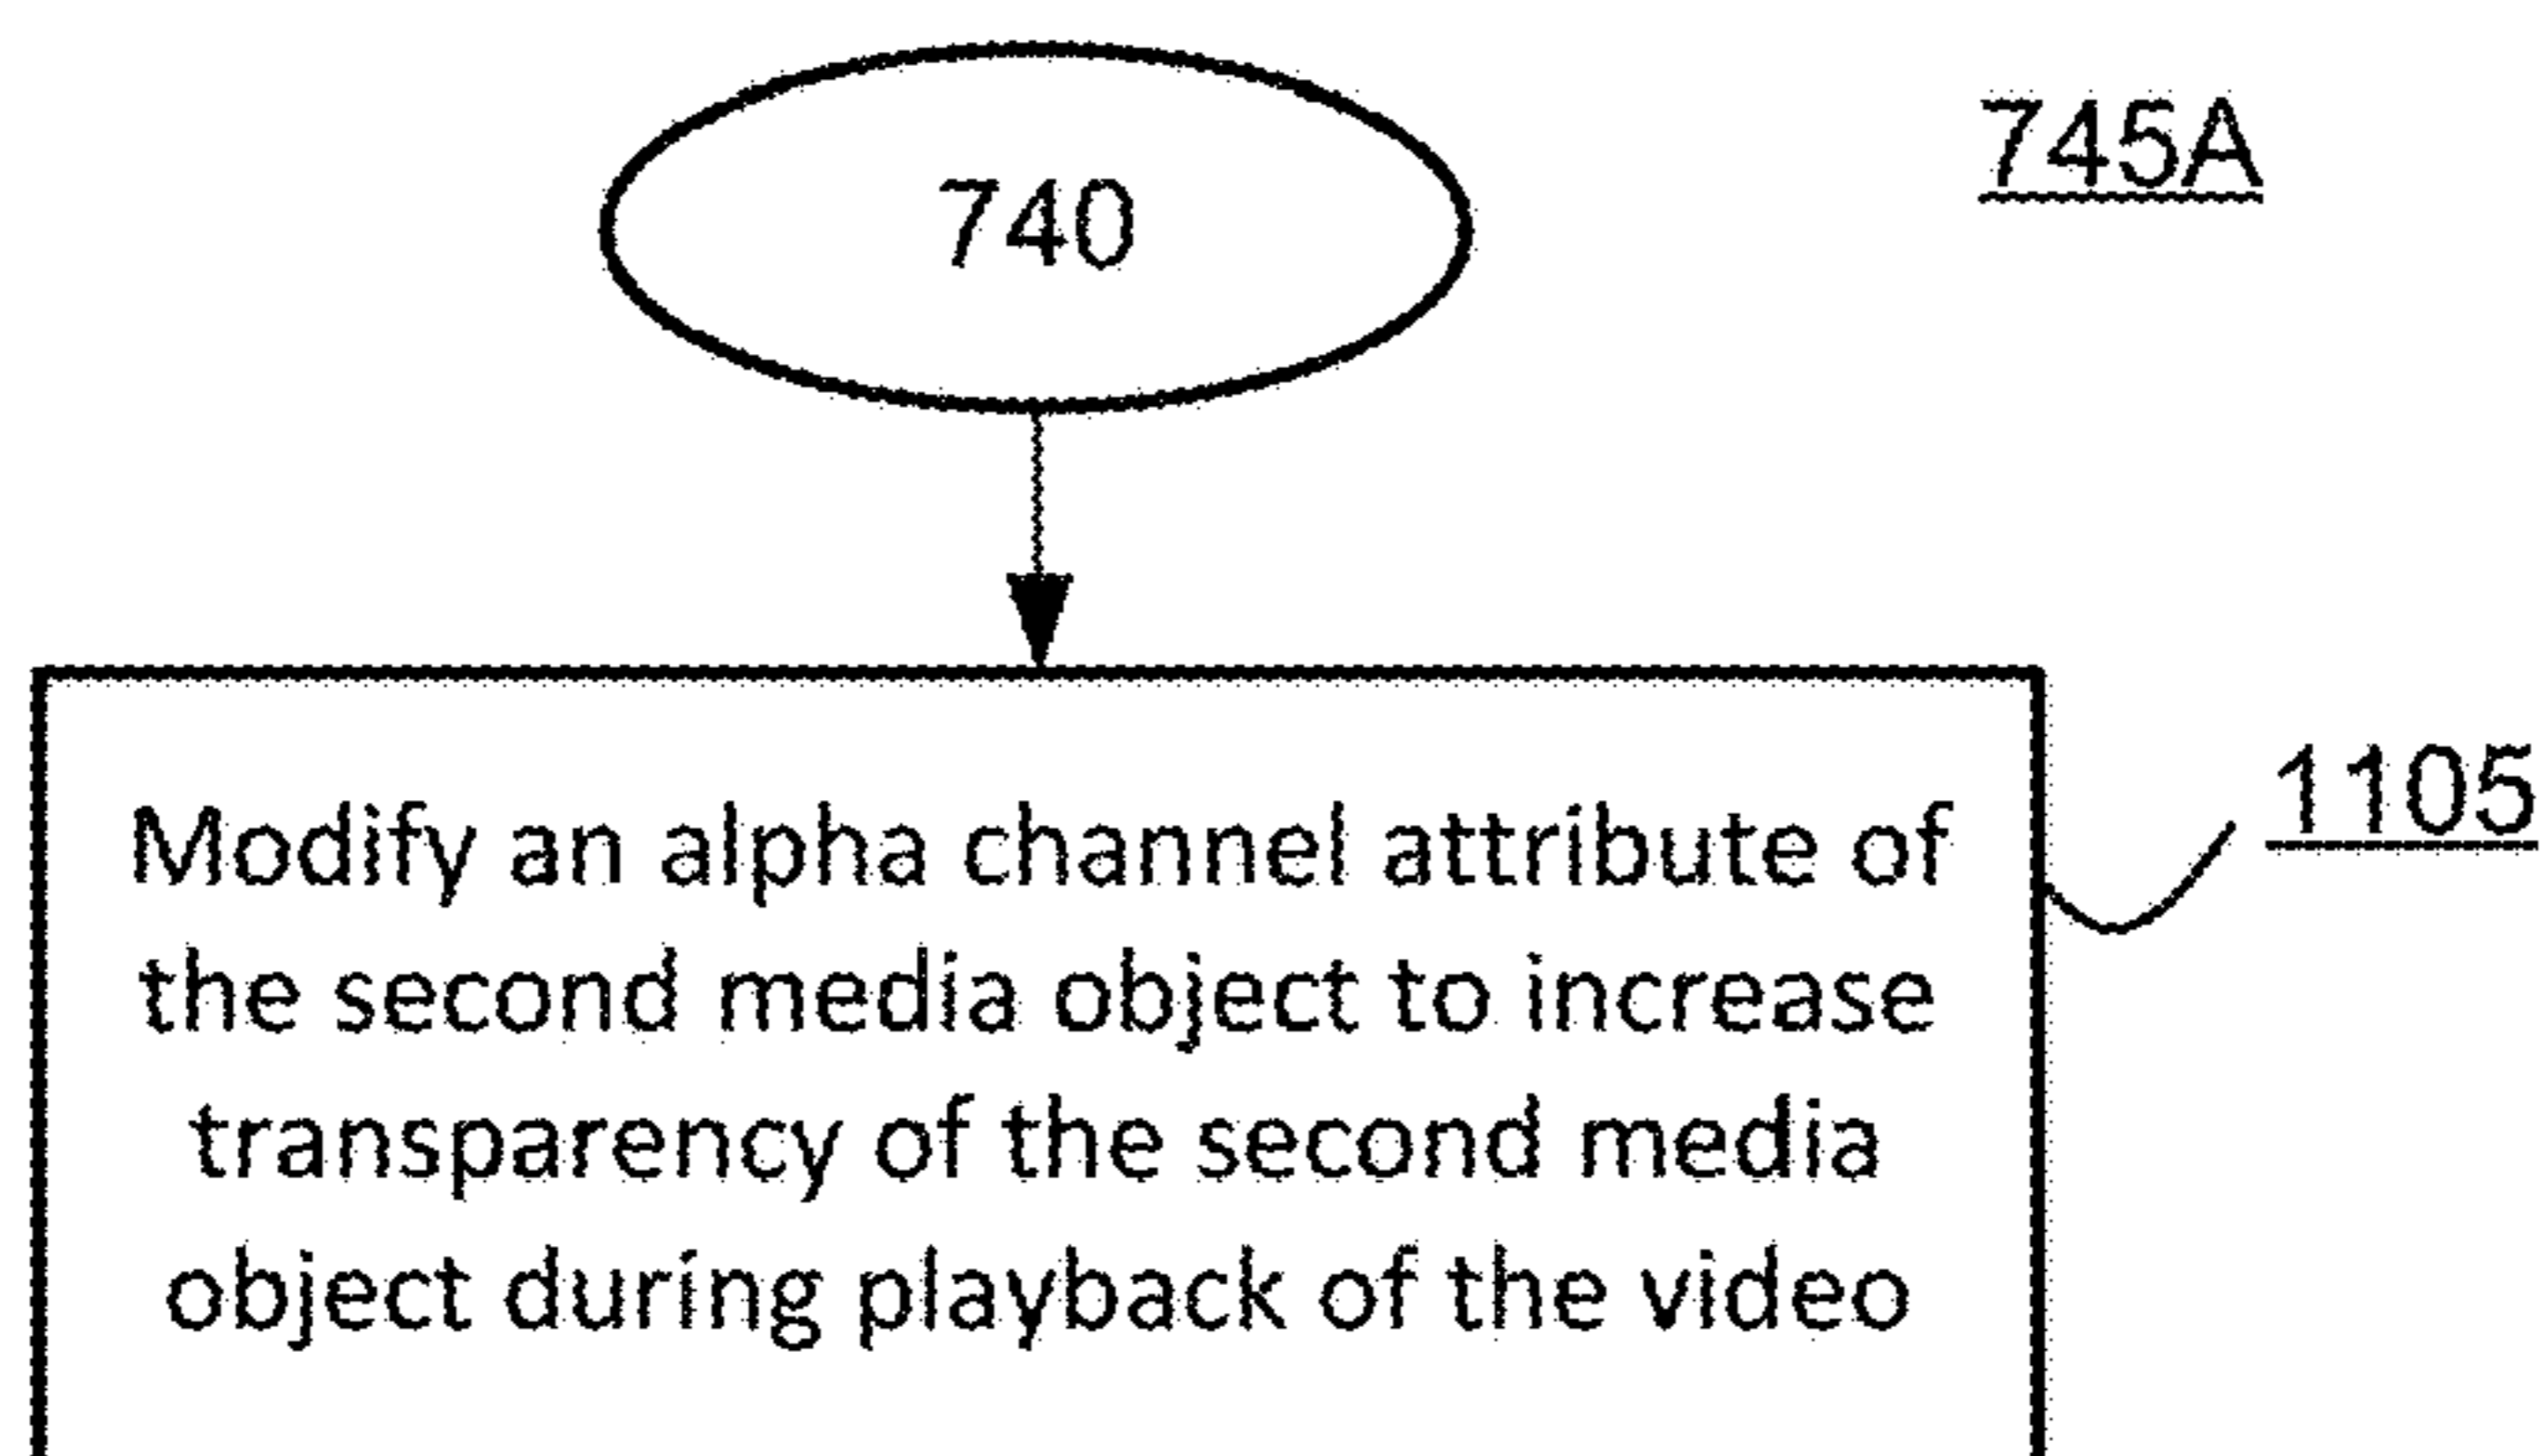 740
745A
Modify an alpha channel attribute of
the second media object to increase
transparency of the second media
object during playback of the video
1105